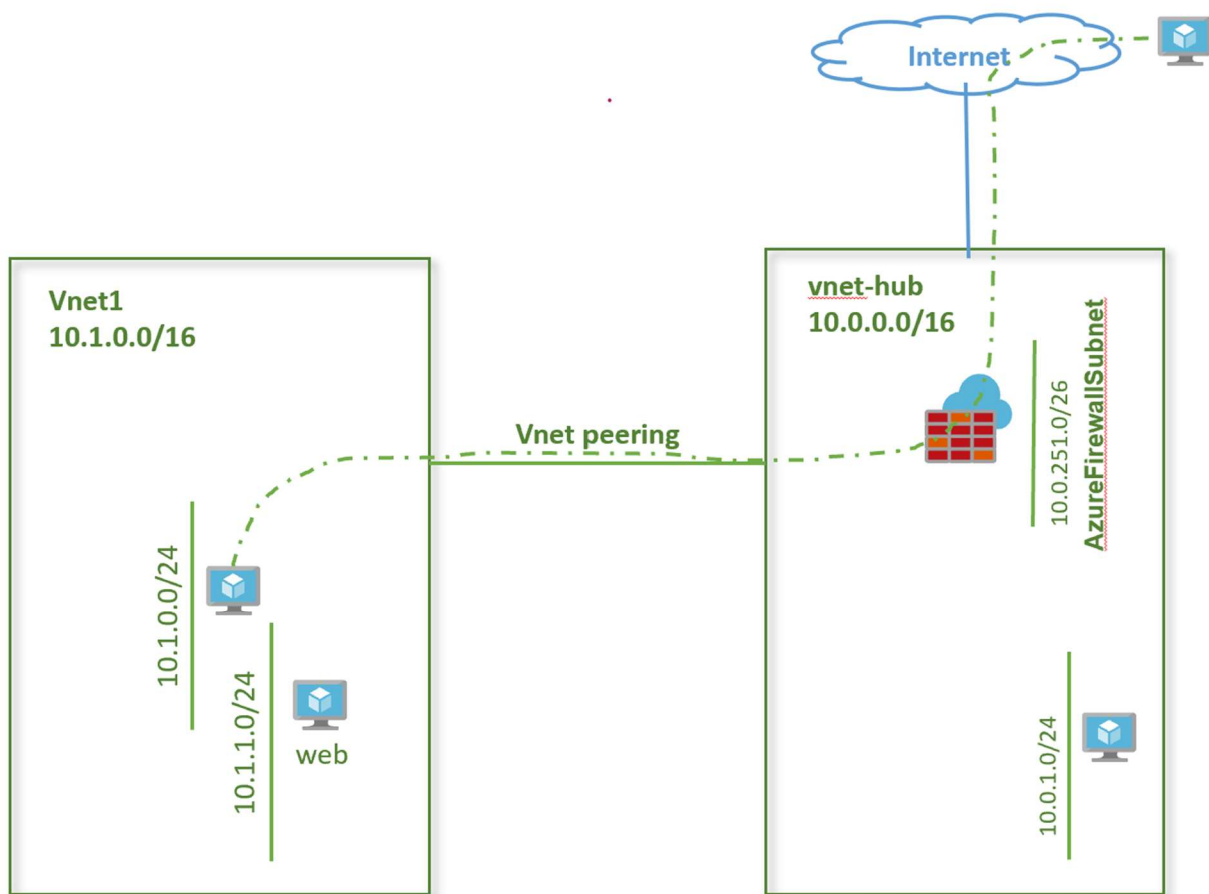 Internet
Vnet1
10.1.0.0/16
vnet-hub
10.0.0.0/16
10.0.251.0/26
AzureFirewallSubnet
Vnet peering
10.1.0.0/24
10.1.1.0/24
web
10.0.1.0/24